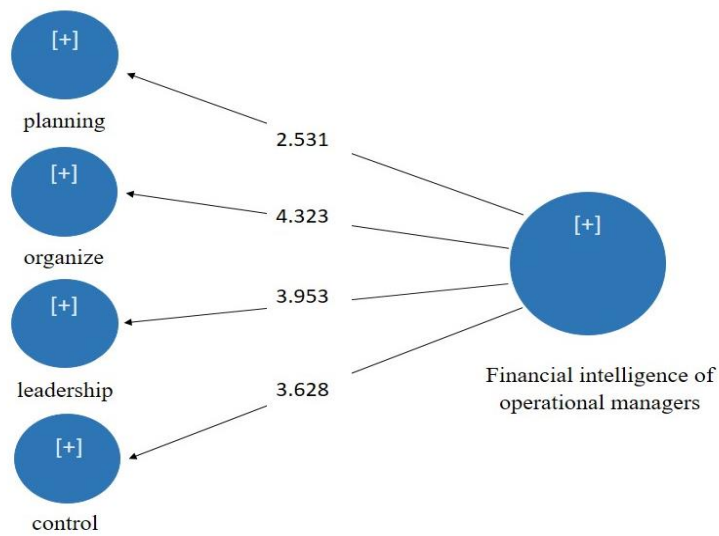 [+]
planning
2.531
[+]
organize
4.323
[+]
leadership
3.953
[+]
control
3.628
[+]
Financial intelligence of
operational managers